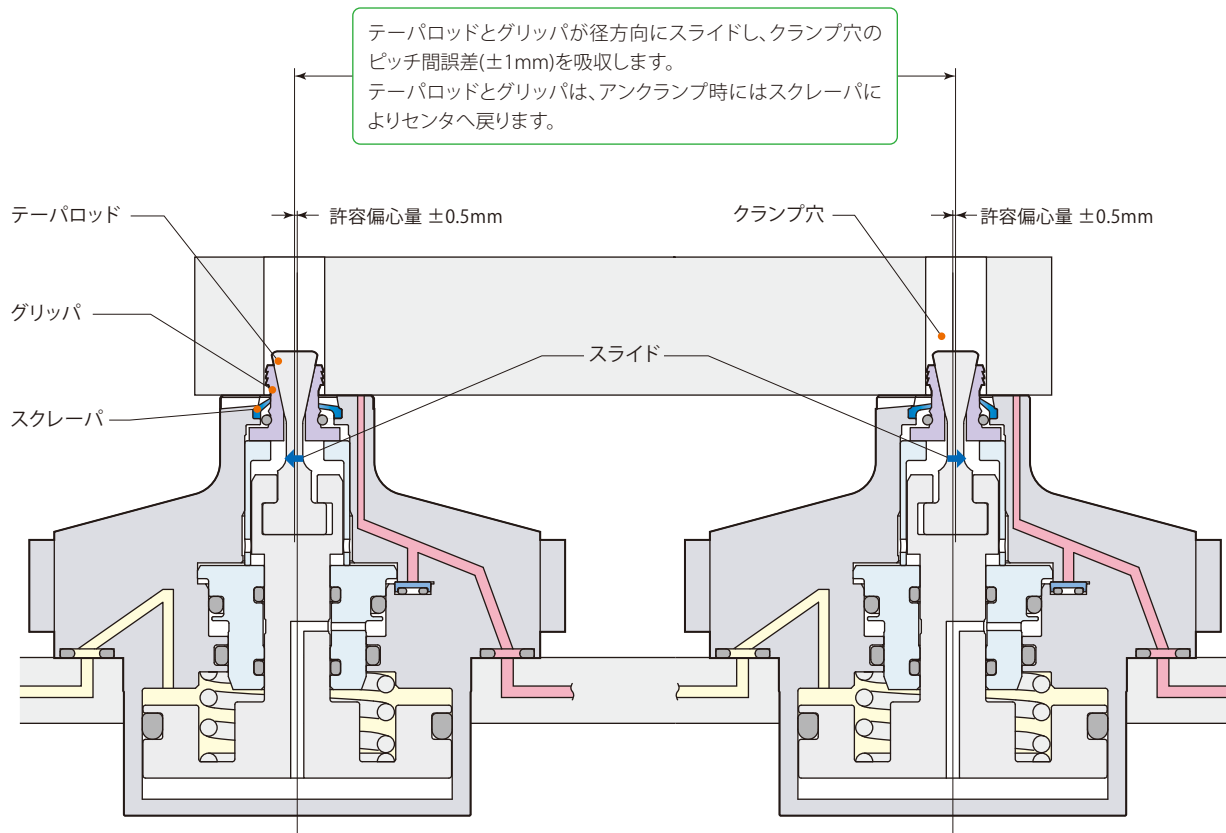 テーパロッドとグリッパが径方向にスライドし、クランプ穴の
ピッチ間誤差(±1mm)を吸収します。
テーパロッドとグリッパは、アンクランプ時にはスクレーパに
よりセンタへ戻ります。
テーパロッド
許容偏心量 ±0.5mm
クランプ穴
許容偏心量 ±0.5mm
グリッパ
スライド
スクレーパ